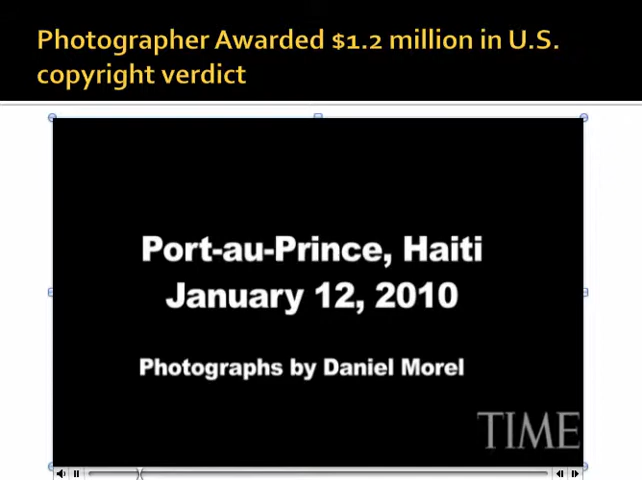 Photographer Awarded $1.2 million in U.S.
copyright verdict
Port-au-Prince, Haiti
January 12, 2010
Photographs by Daniel Morel
TIME